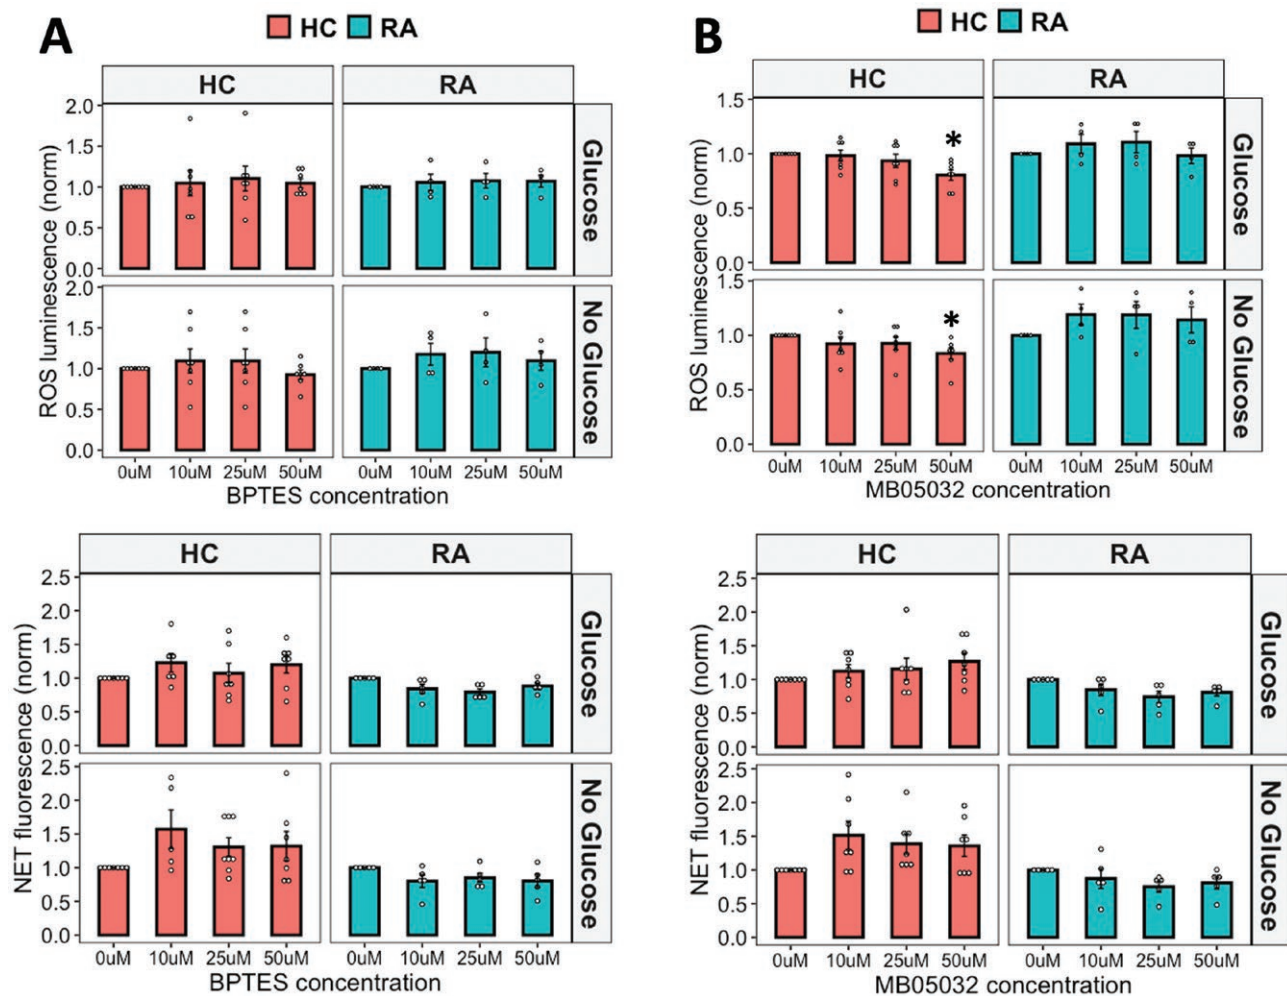 A
HC RA
HC RA
ROS luminescence (norm)
2.0
1.5
1.0
0.5
0.0
Glucose
2.0
1.5
1.0
0.5
0.0
No Glucose
0uM 10uM 25uM 50uM 0uM 10uM 25uM 50uM
BPTES concentration
HC RA
NET fluorescence (norm)
2.5
2.0
1.5
1.0
0.5
0.0
Glucose
2.5
2.0
1.5
1.0
0.5
0.0
No Glucose
0uM 10uM 25uM 50uM 0uM 10uM 25uM 50uM
BPTES concentration
B
HC RA
HC RA
ROS luminescence (norm)
1.5
1.0
0.5
0.0
*
Glucose
1.5
1.0
0.5
0.0
*
No Glucose
0uM 10uM 25uM 50uM 0uM 10uM 25uM 50uM
MB05032 concentration
HC RA
NET fluorescence (norm)
2.5
2.0
1.5
1.0
0.5
0.0
Glucose
2.5
2.0
1.5
1.0
0.5
0.0
No Glucose
0uM 10uM 25uM 50uM 0uM 10uM 25uM 50uM
MB05032 concentration